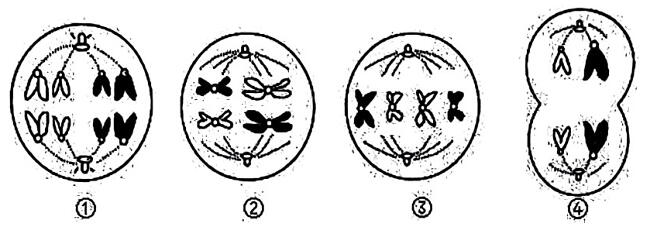 ① ② ③ ④